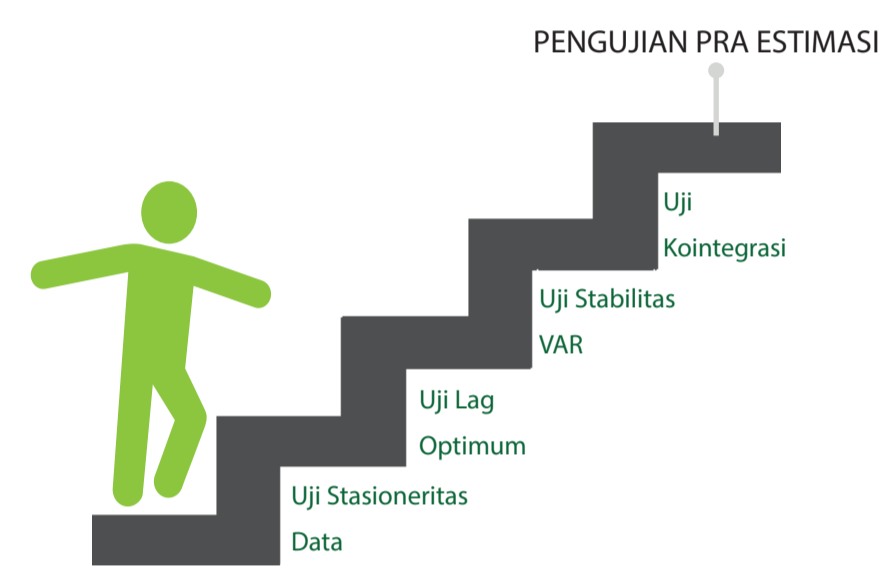 PENGUJIAN PRA ESTIMASI
Uji
Kointegrasi
Uji Stabilitas
VAR
Uji Lag
Optimum
Uji Stasioneritas
Data